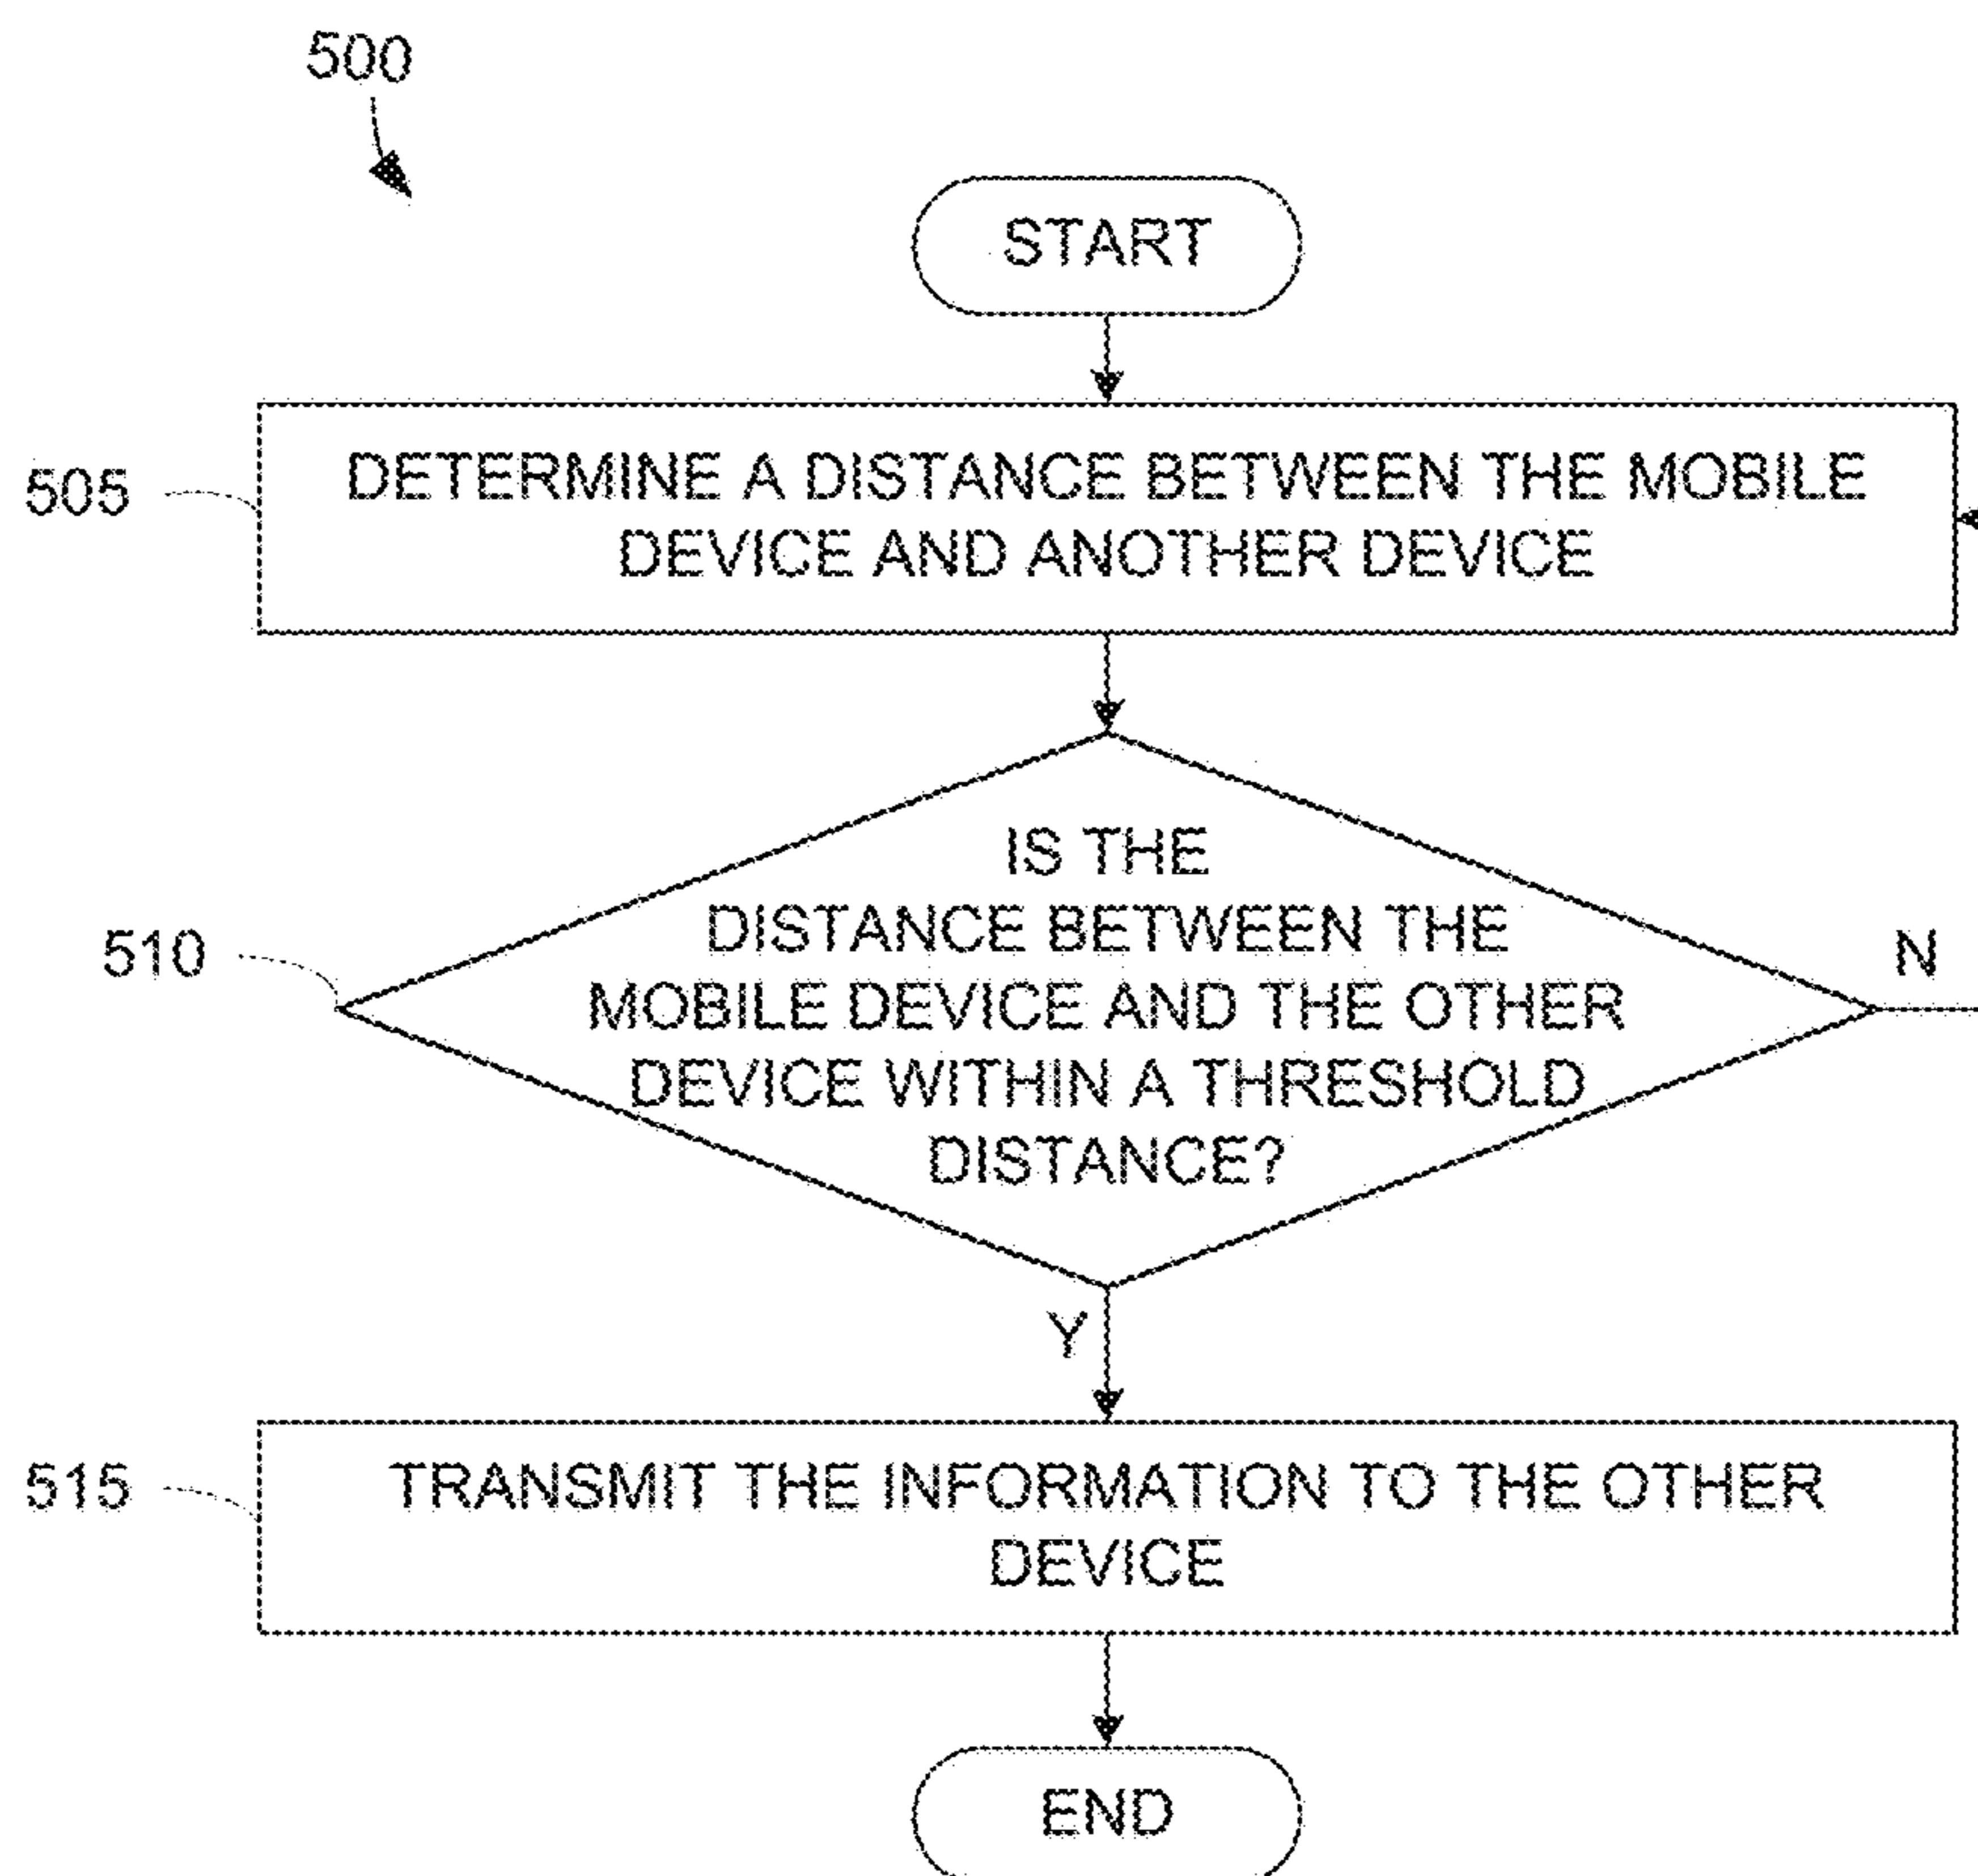 500
START
505
DETERMINE A DISTANCE BETWEEN THE MOBILE
DEVICE AND ANOTHER DEVICE
510
IS THE
DISTANCE BETWEEN THE
MOBILE DEVICE AND THE OTHER
DEVICE WITHIN A THRESHOLD
DISTANCE?
N
Y
515
TRANSMIT THE INFORMATION TO THE OTHER
DEVICE
END